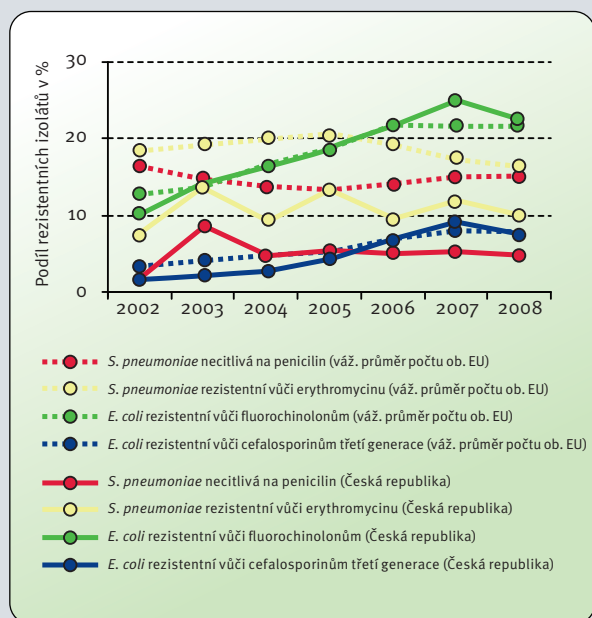 Podíl rezistentních izolátů v %
30
20
10
0
2002 2003 2004 2005 2006 2007 2008
S. pneumoniae necitlivá na penicilin (váž. průměr počtu ob. EU)
S. pneumoniae rezistentní vůči erythromycinu (váž. průměr počtu ob. EU)
E. coli rezistentní vůči fluorochinolonům (váž. průměr počtu ob. EU)
E. coli rezistentní vůči cefalosporinům třetí generace (váž. průměr počtu ob. EU)
S. pneumoniae necitlivá na penicilin (Česká republika)
S. pneumoniae rezistentní vůči erythromycinu (Česká republika)
E. coli rezistentní vůči fluorochinolonům (Česká republika)
E. coli rezistentní vůči cefalosporinům třetí generace (Česká republika)